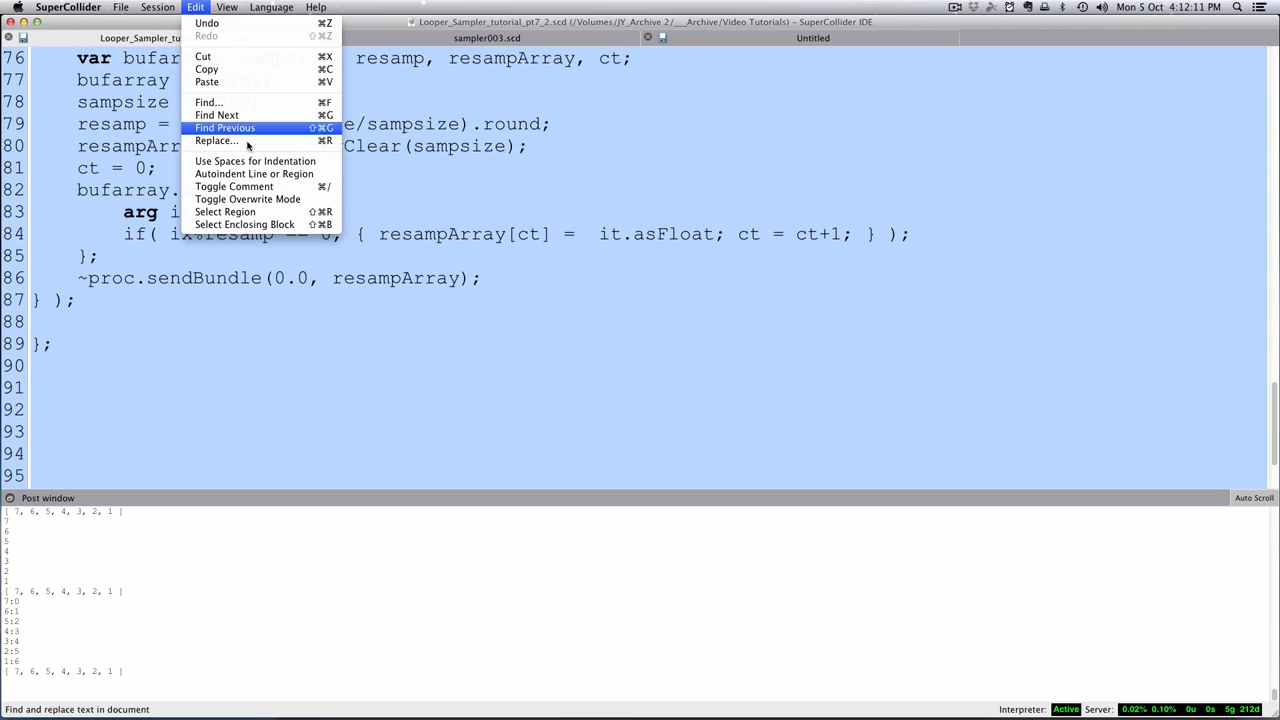 SuperCollider File Session Edit View Language Help Mon 5 Oct 4:12:11 PM
Looper_Sampler_tutorial_pt7_2.scd (/Volumes/JY_Archive 2/___Archive/Video Tutorials) – SuperCollider IDE
Looper_Sampler_tu sampler003.scd Untitled
Undo ⌘Z
Redo ⇧⌘Z
Cut ⌘X
Copy ⌘C
Paste ⌘V
Find... ⌘F
Find Next ⌘G
Find Previous ⇧⌘G
Replace... ⌘R
Use Spaces for Indentation
Autoindent Line or Region
Toggle Comment ⌘/
Toggle Overwrite Mode
Select Region ⇧⌘R
Select Enclosing Block ⇧⌘B
76 var bufar resamp, resampArray, ct;
77 bufarray
78 sampsize
79 resamp = e/sampsize).round;
80 resampArr Clear(sampsize);
81 ct = 0;
82 bufarray.
83 arg i
84 if( ix%resamp == 0, { resampArray[ct] = it.asFloat; ct = ct+1; } );
85 };
86 ~proc.sendBundle(0.0, resampArray);
87 } );
88
89 };
90
91
92
93
94
95
Post window Auto Scroll
[ 7, 6, 5, 4, 3, 2, 1 ]
7
6
5
4
3
2
1
[ 7, 6, 5, 4, 3, 2, 1 ]
7:0
6:1
5:2
4:3
3:4
2:5
1:6
[ 7, 6, 5, 4, 3, 2, 1 ]
Find and replace text in document Interpreter: Active Server: 0.02% 0.10% 0u 0s 5g 212d